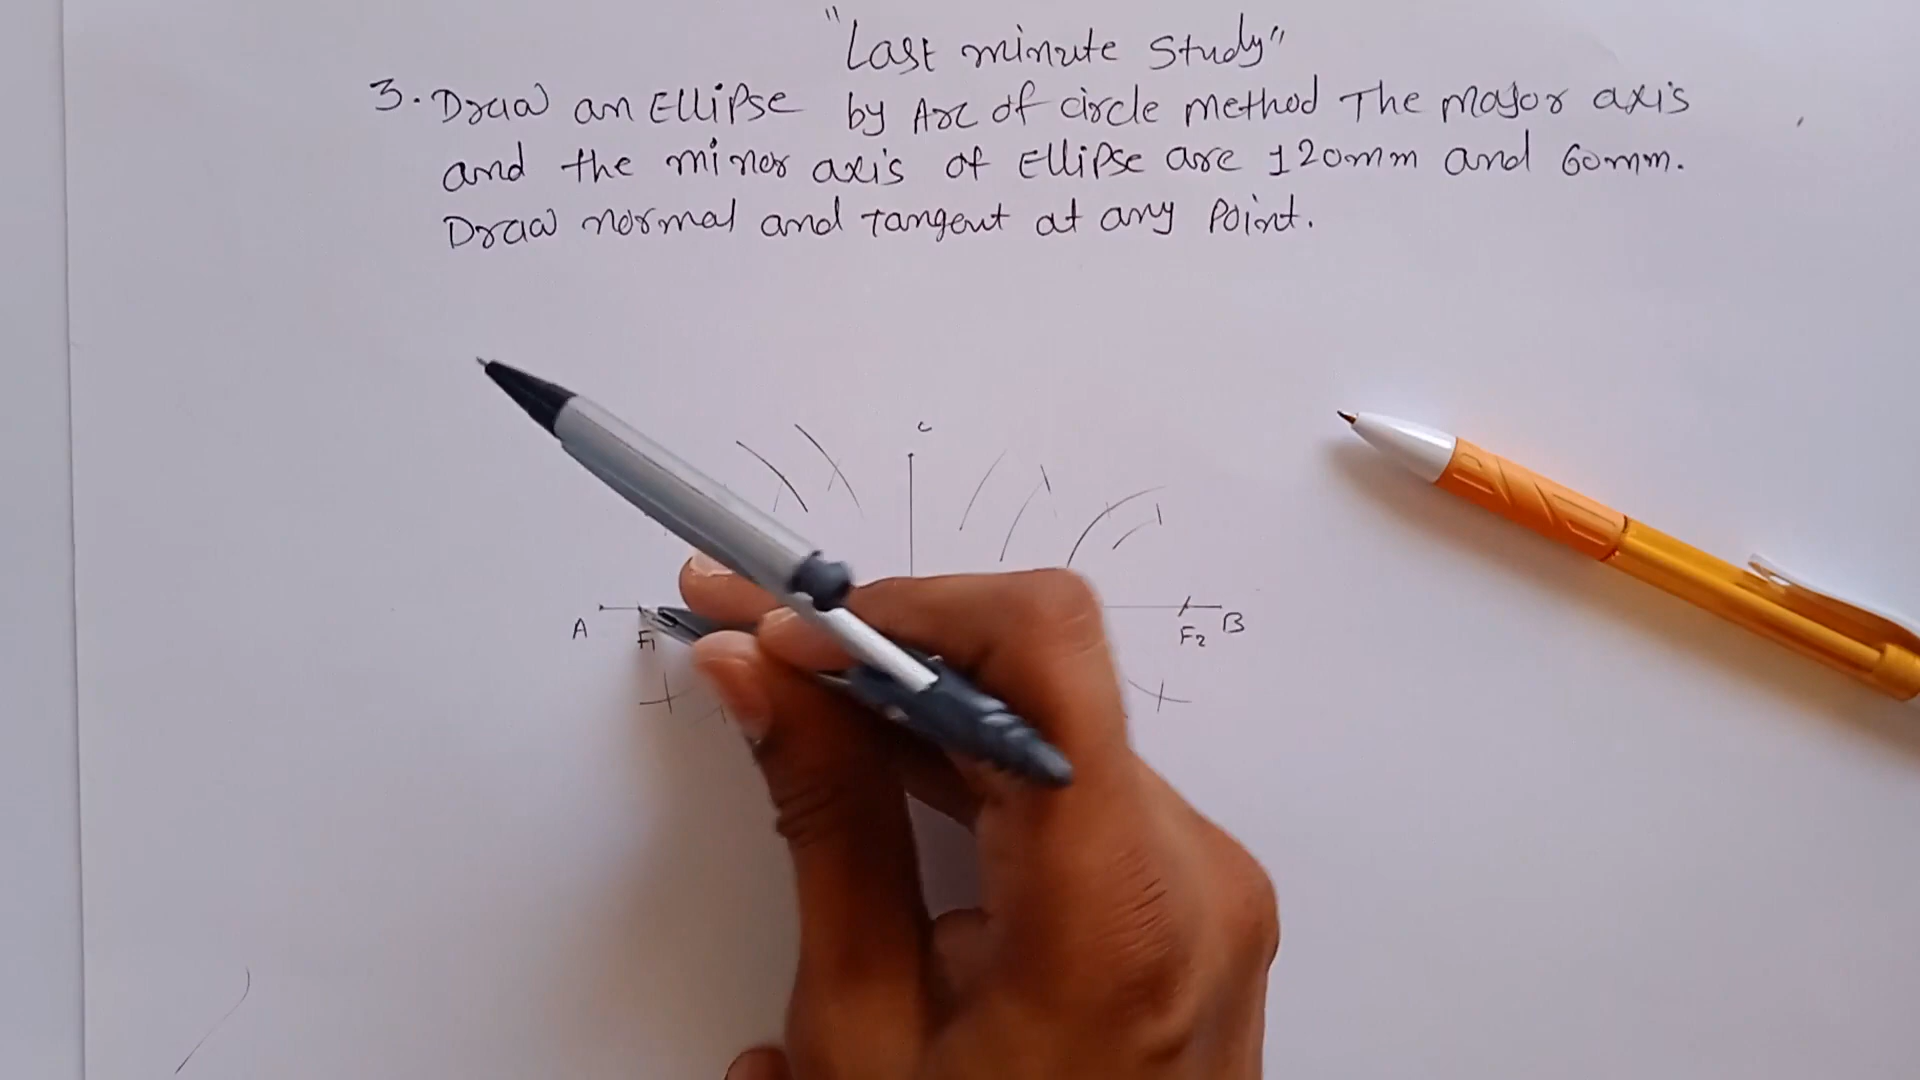 "Last minute Study"
3. Draw an Ellipse by Arc of circle method The major axis
and the minor axis of Ellipse are 120mm and 60mm.
Draw normal and Tangent at any Point.
C
A
F1
F2
B